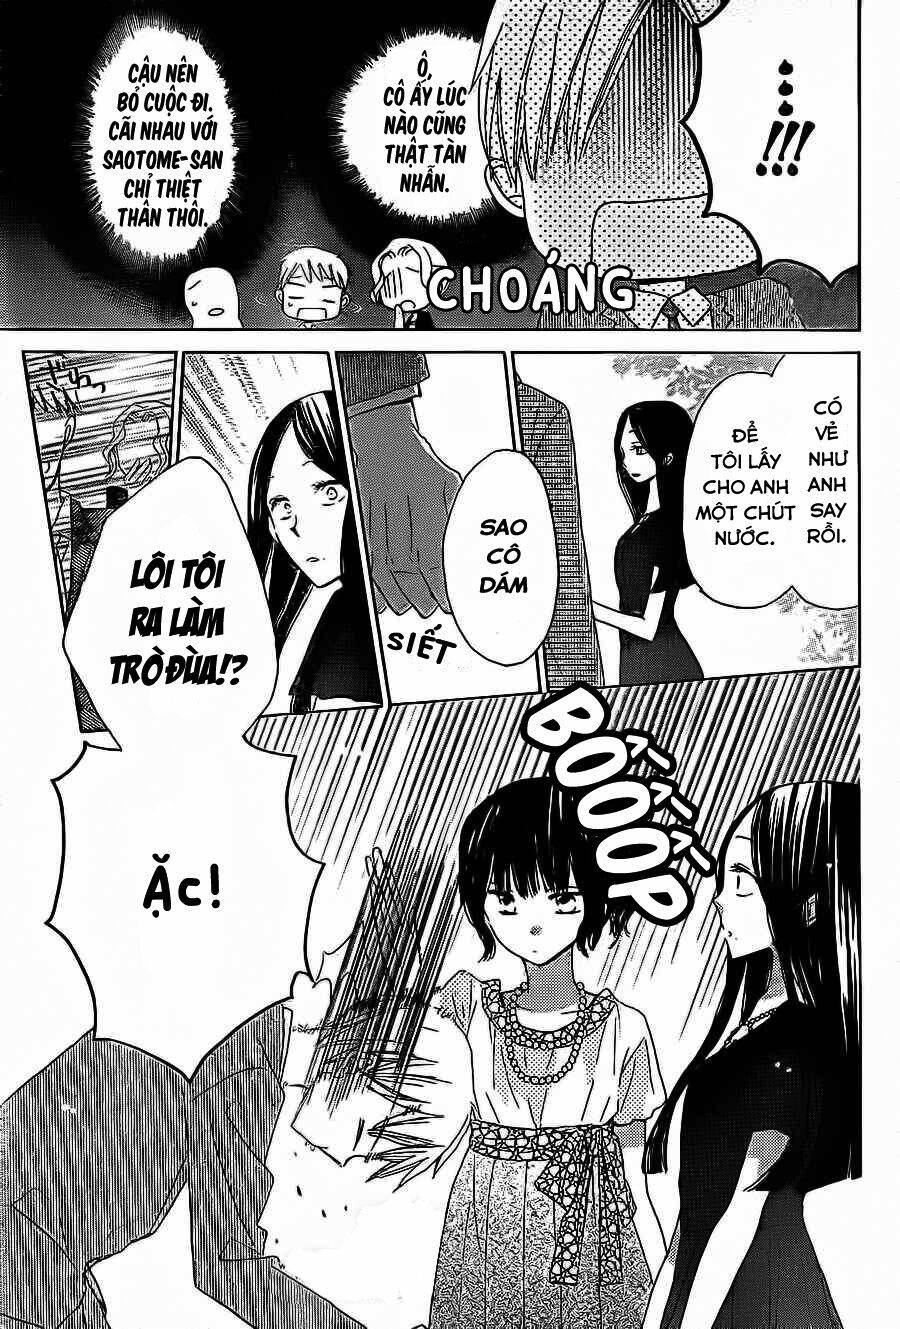 ...!!!
Ô,
CÔ ẤY LÚC
NÀO CŨNG
THẬT TÀN
NHẪN.
CẬU NÊN
BỎ CUỘC ĐI.
CÃI NHAU VỚI
SAOTOME-SAN
CHỈ THIỆT
THÂN THÔI.
CHOÁNG
CÓ
VẺ
NHƯ
ANH
SAY
RỒI.
ĐỂ
TÔI LẤY
CHO ANH
MỘT CHÚT
NƯỚC.
SAO
CÔ
DÁM
SIẾT
LÔI TÔI
RA LÀM
TRÒ ĐÙA!?
BỐỐỐP
ẶC!